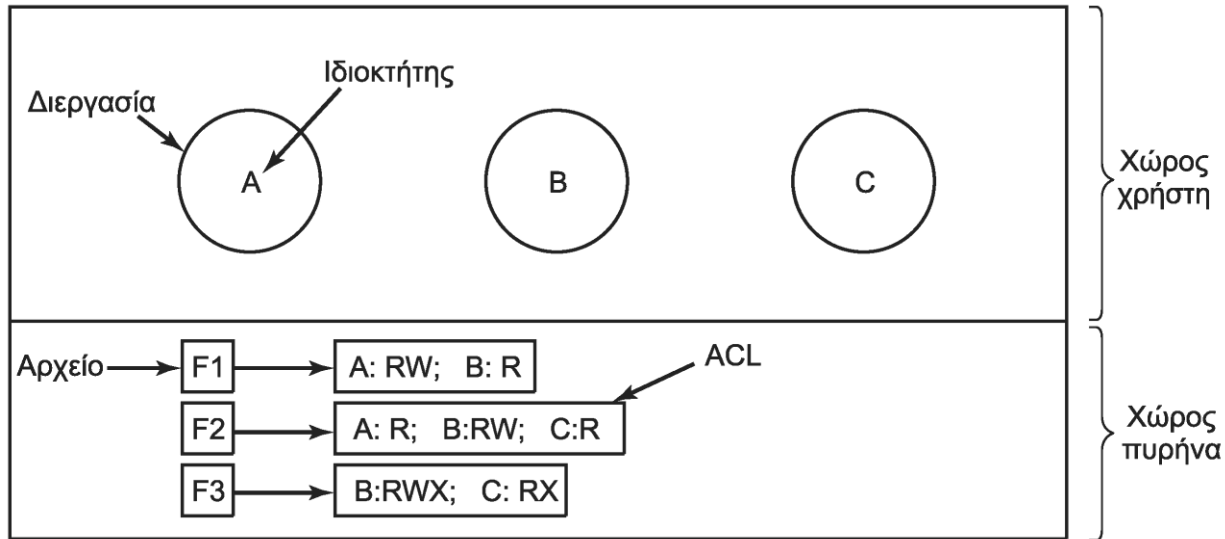 Ιδιοκτήτης
Διεργασία
A
B
C
Χώρος
χρήστη
Αρχείο
F1
A: RW; B: R
ACL
F2
A: R; B:RW; C:R
F3
B:RWX; C: RX
Χώρος
πυρήνα